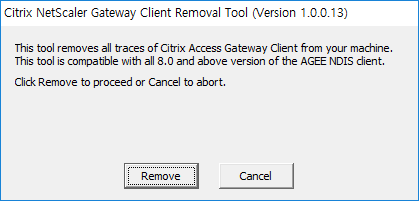 Citrix NetScaler Gateway Client Removal Tool (Version 1.0.0.13)
This tool removes all traces of Citrix Access Gateway Client from your machine.
This tool is compatible with all 8.0 and above version of the AGEE NDIS client.
Click Remove to proceed or Cancel to abort.
Remove
Cancel